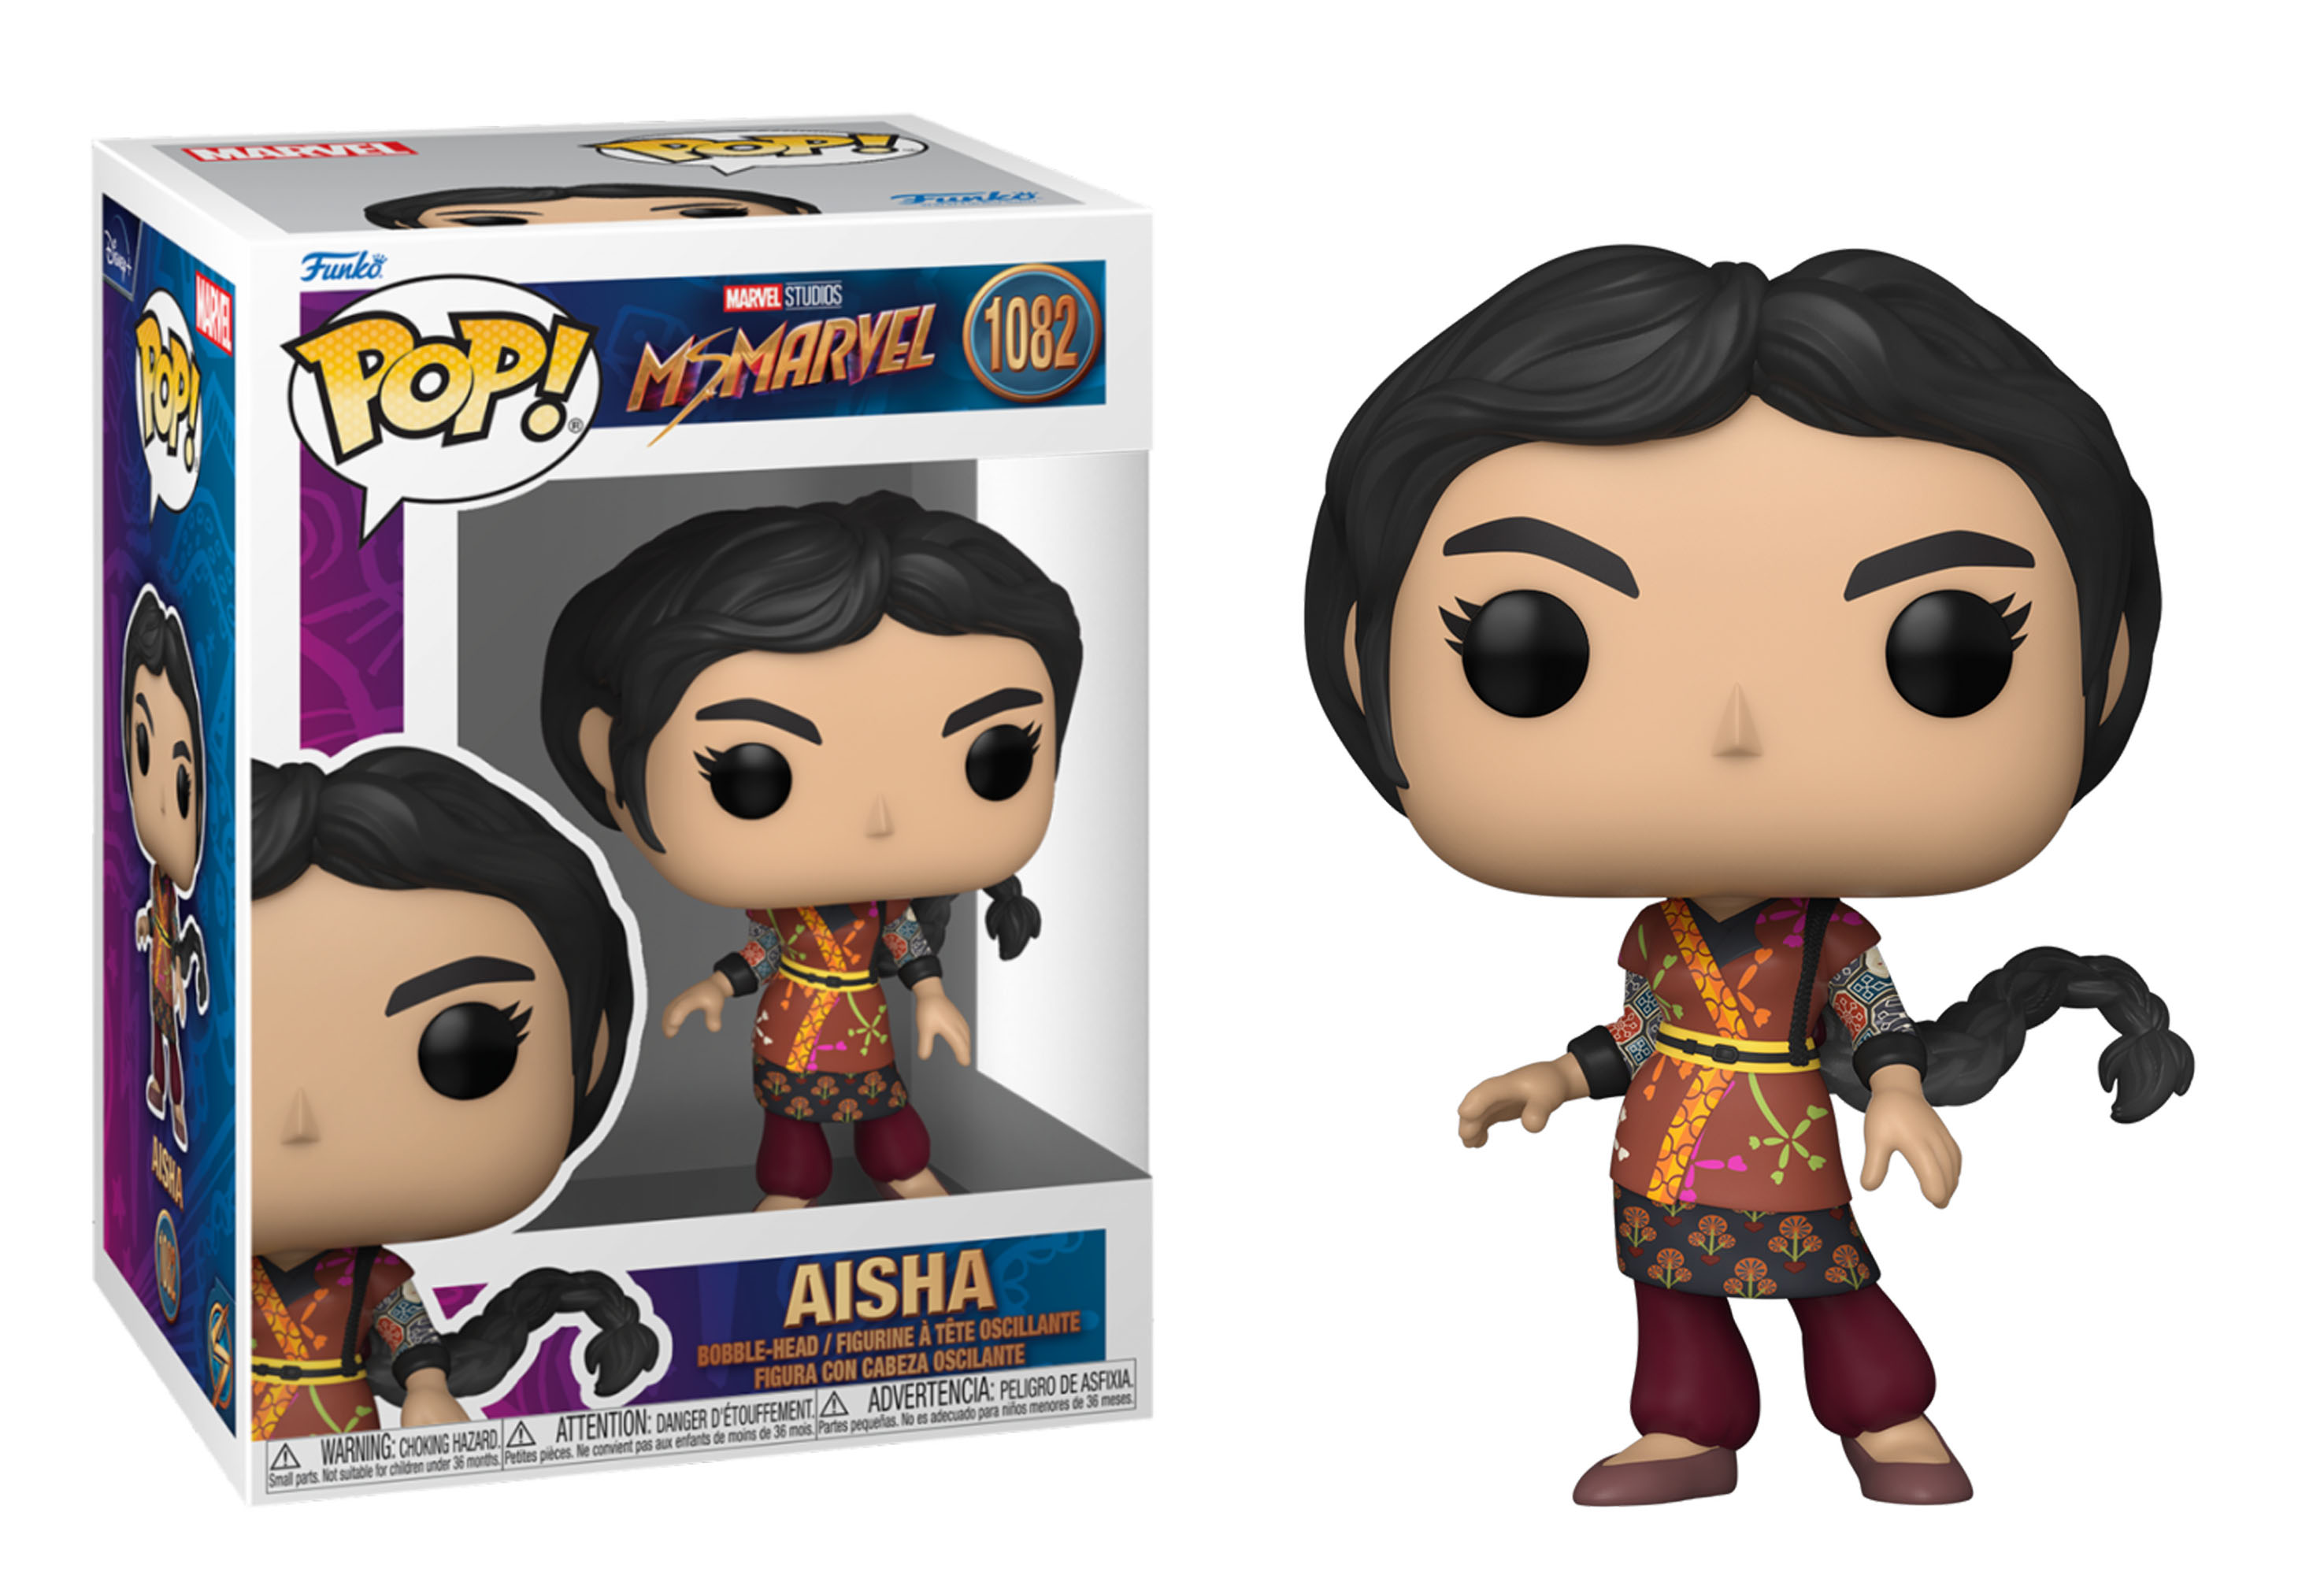 MARVEL
POP!
Funko
Disney+
MARVEL
POP!
AISHA
1082
Funko
POP! ®
MARVEL STUDIOS
MS MARVEL
1082
AISHA
BOBBLE-HEAD / FIGURINE À TÊTE OSCILLANTE
FIGURA CON CABEZA OSCILANTE
WARNING: CHOKING HAZARD.
Small parts. Not suitable for children under 36 months.
ATTENTION: DANGER D'ÉTOUFFEMENT.
Petites pièces. Ne convient pas aux enfants de moins de 36 mois.
ADVERTENCIA: PELIGRO DE ASFIXIA.
Partes pequeñas. No es adecuado para niños menores de 36 meses.